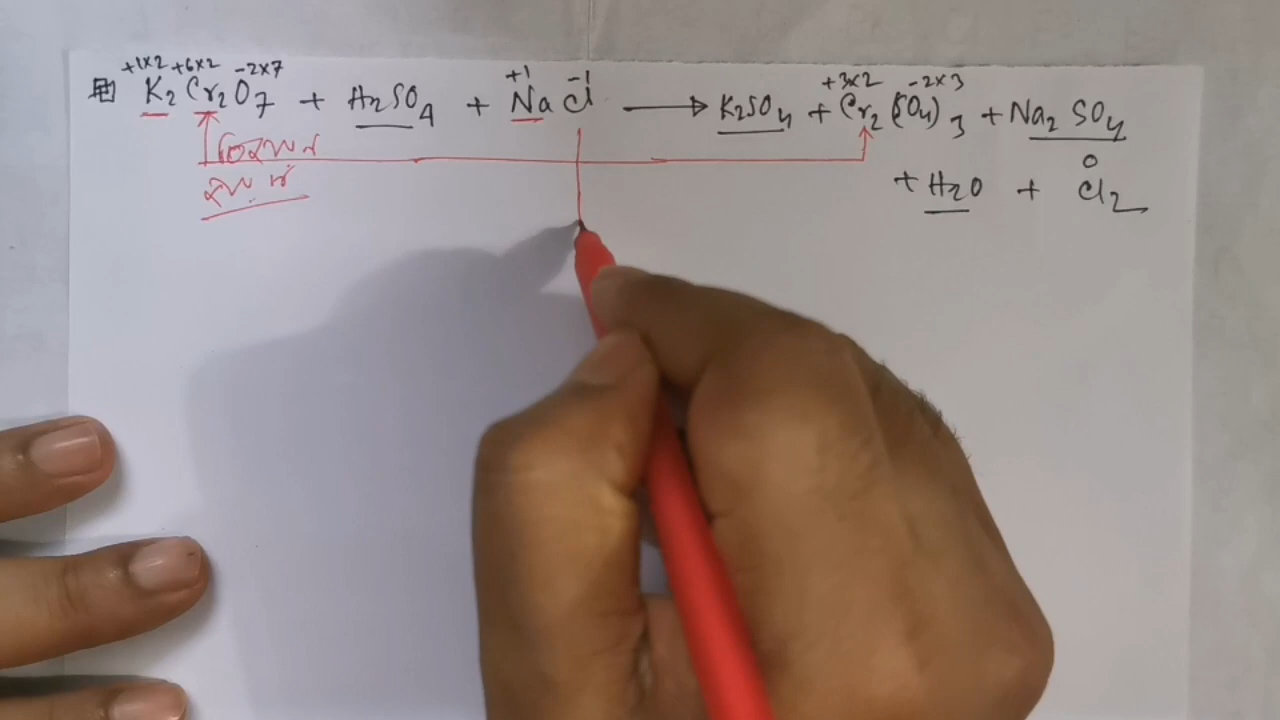 +1×2 +6×2 -2×7 +1 -1 +3×2 -2×3
K2Cr2O7 + H2SO4 + NaCl ⟶ K2SO4 + Cr2(SO4)3 + Na2SO4
0
+ H2O + Cl2